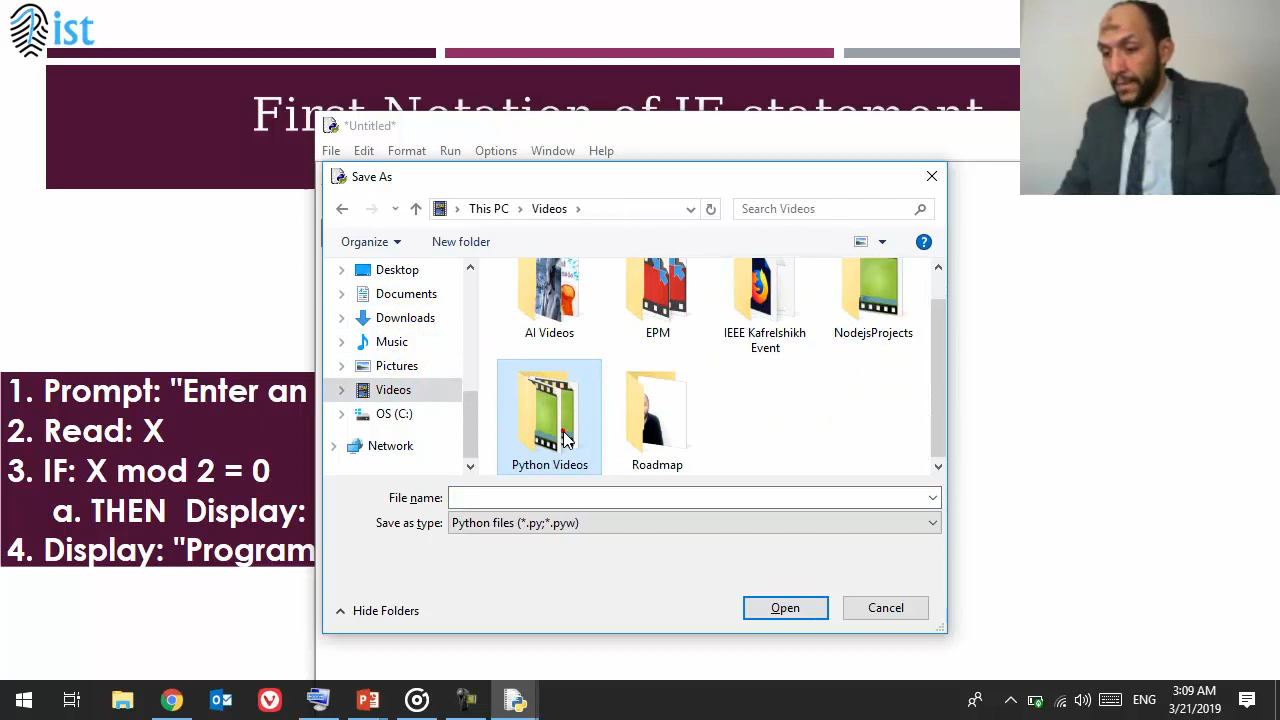 ist
First Notation of IF statement
*Untitled*
File Edit Format Run Options Window Help
Save As
This PC > Videos >
Search Videos
Organize
New folder
Desktop
Documents
Downloads
Music
Pictures
Videos
OS (C:)
Network
AI Videos
EPM
IEEE Kafrelshikh
Event
NodejsProjects
Python Videos
Roadmap
File name:
Save as type: Python files (*.py;*.pyw)
Hide Folders
Open
Cancel
1. Prompt: "Enter an
2. Read: X
3. IF: X mod 2 = 0
a. THEN Display:
4. Display: "Program
ENG
3:09 AM
3/21/2019